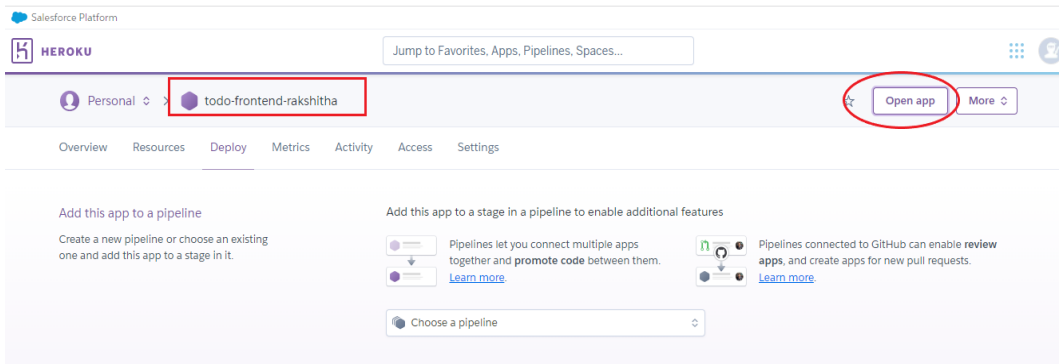 Salesforce Platform
HEROKU
Jump to Favorites, Apps, Pipelines, Spaces...
Personal
todo-frontend-rakshitha
Open app
More
Overview Resources Deploy Metrics Activity Access Settings
Add this app to a pipeline
Create a new pipeline or choose an existing
one and add this app to a stage in it.
Add this app to a stage in a pipeline to enable additional features
Pipelines let you connect multiple apps
together and promote code between them.
Learn more.
Pipelines connected to GitHub can enable review
apps, and create apps for new pull requests.
Learn more.
Choose a pipeline